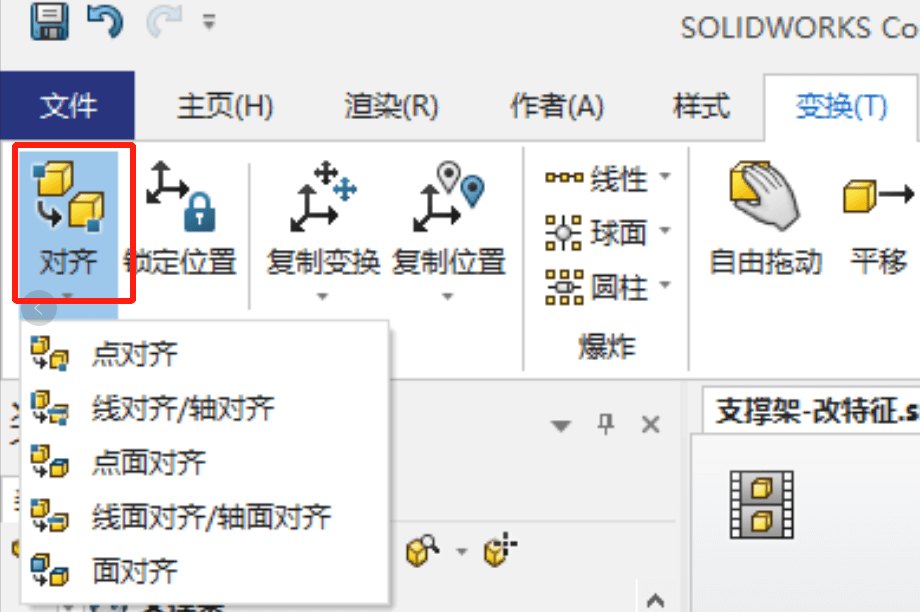 SOLIDWORKS Co
文件 主页(H) 渲染(R) 作者(A) 样式 变换(T)
对齐 锁定位置 复制变换 复制位置 线性 球面 圆柱 爆炸 自由拖动 平移
点对齐
线对齐/轴对齐
点面对齐
线面对齐/轴面对齐
面对齐
支撑架-改特征.s